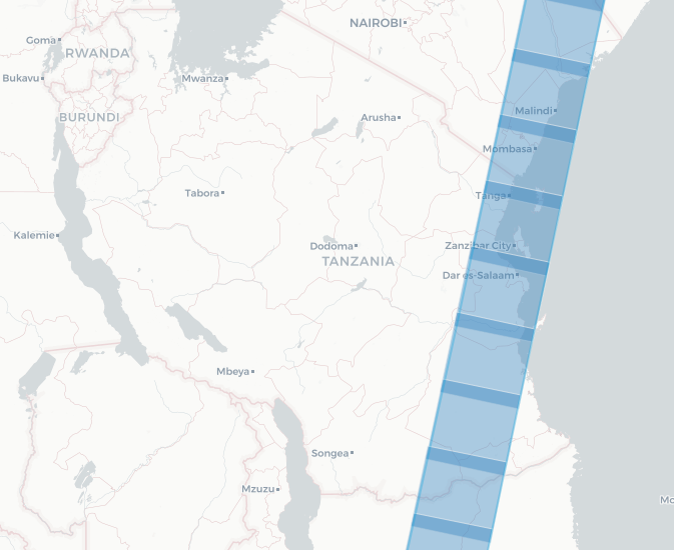 NAIROBI
Goma
RWANDA
Bukavu
Mwanza
Malindi
BURUNDI
Arusha
Mombasa
Tabora
Tanga
Kalemie
Dodoma
Zanzibar City
TANZANIA
Dar es-Salaam
Mbeya
Songea
Mzuzu
Mo